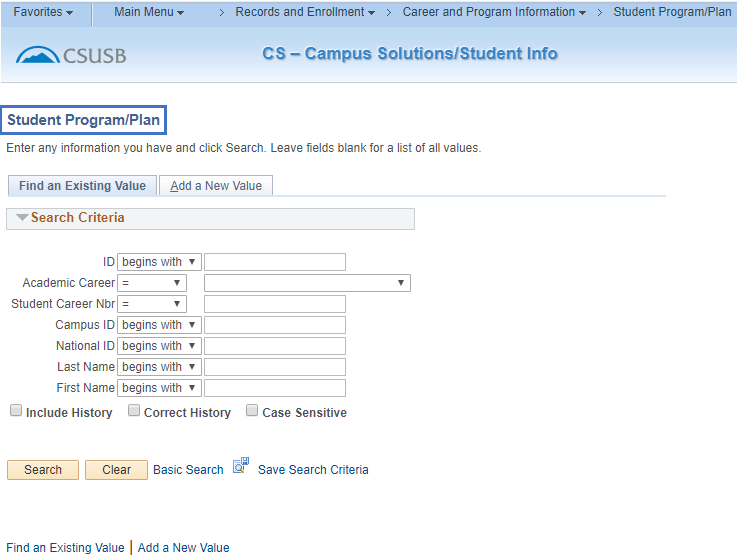 Favorites Main Menu > Records and Enrollment > Career and Program Information > Student Program/Plan
CSUSB CS – Campus Solutions/Student Info
Student Program/Plan
Enter any information you have and click Search. Leave fields blank for a list of all values.
Find an Existing Value Add a New Value
Search Criteria
ID begins with
Academic Career =
Student Career Nbr =
Campus ID begins with
National ID begins with
Last Name begins with
First Name begins with
Include History Correct History Case Sensitive
Search Clear Basic Search Save Search Criteria
Find an Existing Value | Add a New Value